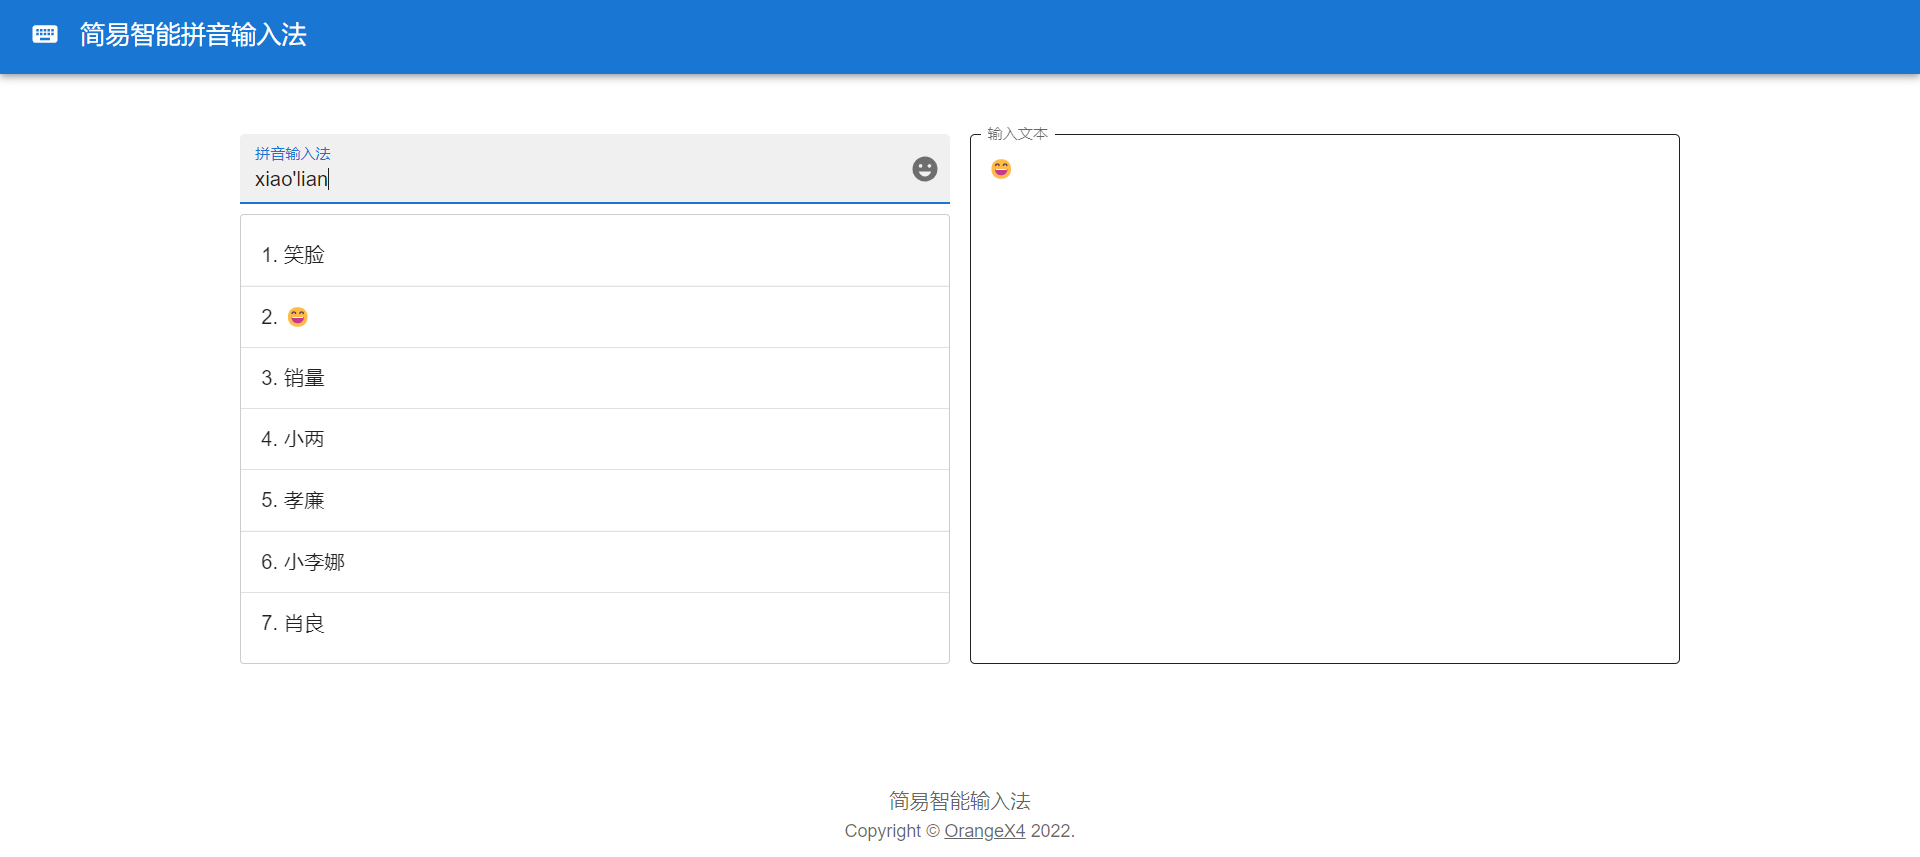 简易智能拼音输入法
拼音输入法
xiao'lian
1. 笑脸
2. 😄
3. 销量
4. 小两
5. 孝廉
6. 小李娜
7. 肖良
输入文本
😄
简易智能输入法
Copyright © OrangeX4 2022.